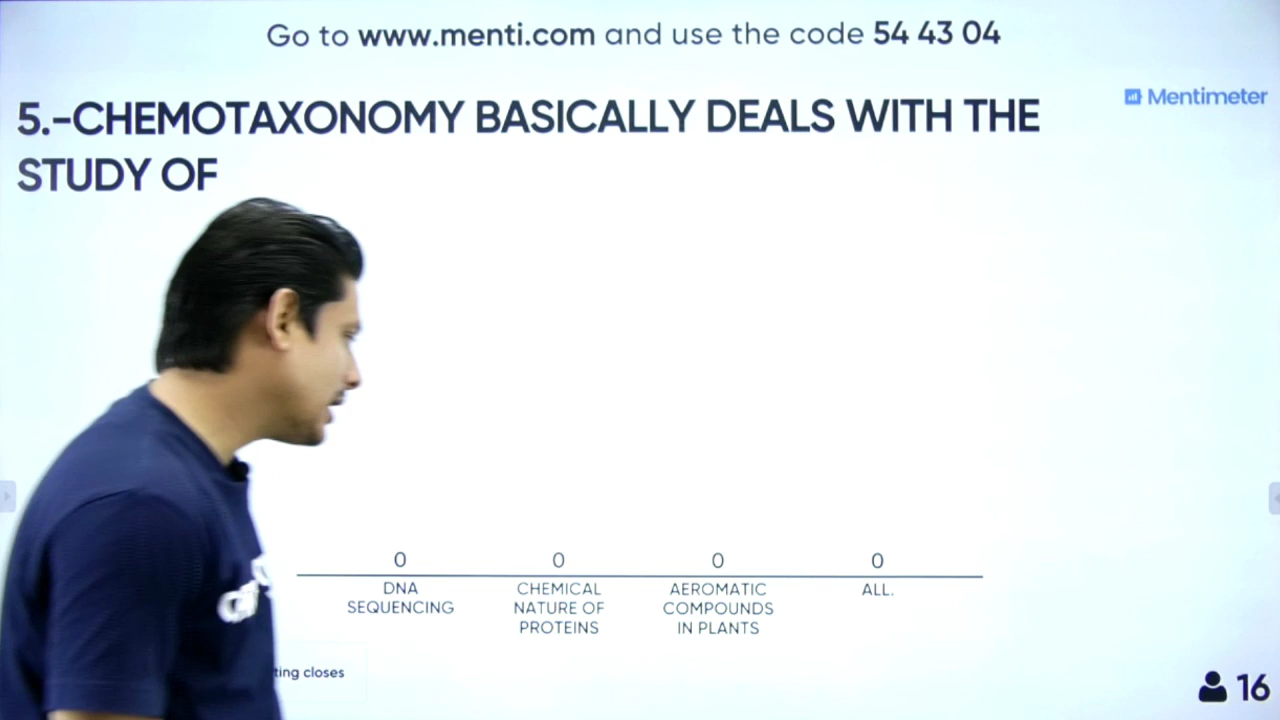 Go to www.menti.com and use the code 54 43 04
Mentimeter
5.-CHEMOTAXONOMY BASICALLY DEALS WITH THE
STUDY OF
0 0 0 0
DNA
SEQUENCING
CHEMICAL
NATURE OF
PROTEINS
AEROMATIC
COMPOUNDS
IN PLANTS
ALL.
closes
16